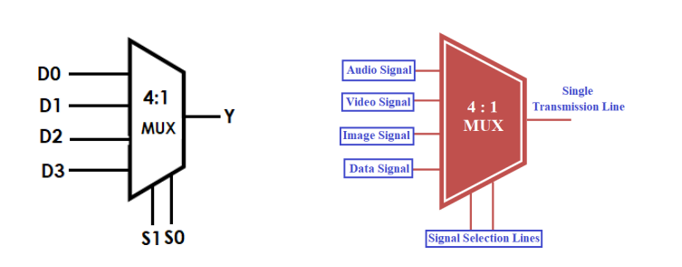 D0
D1
D2
D3
4:1
MUX
Y
S1 S0
Audio Signal
Video Signal
Image Signal
Data Signal
4 : 1
MUX
Single
Transmission Line
Signal Selection Lines